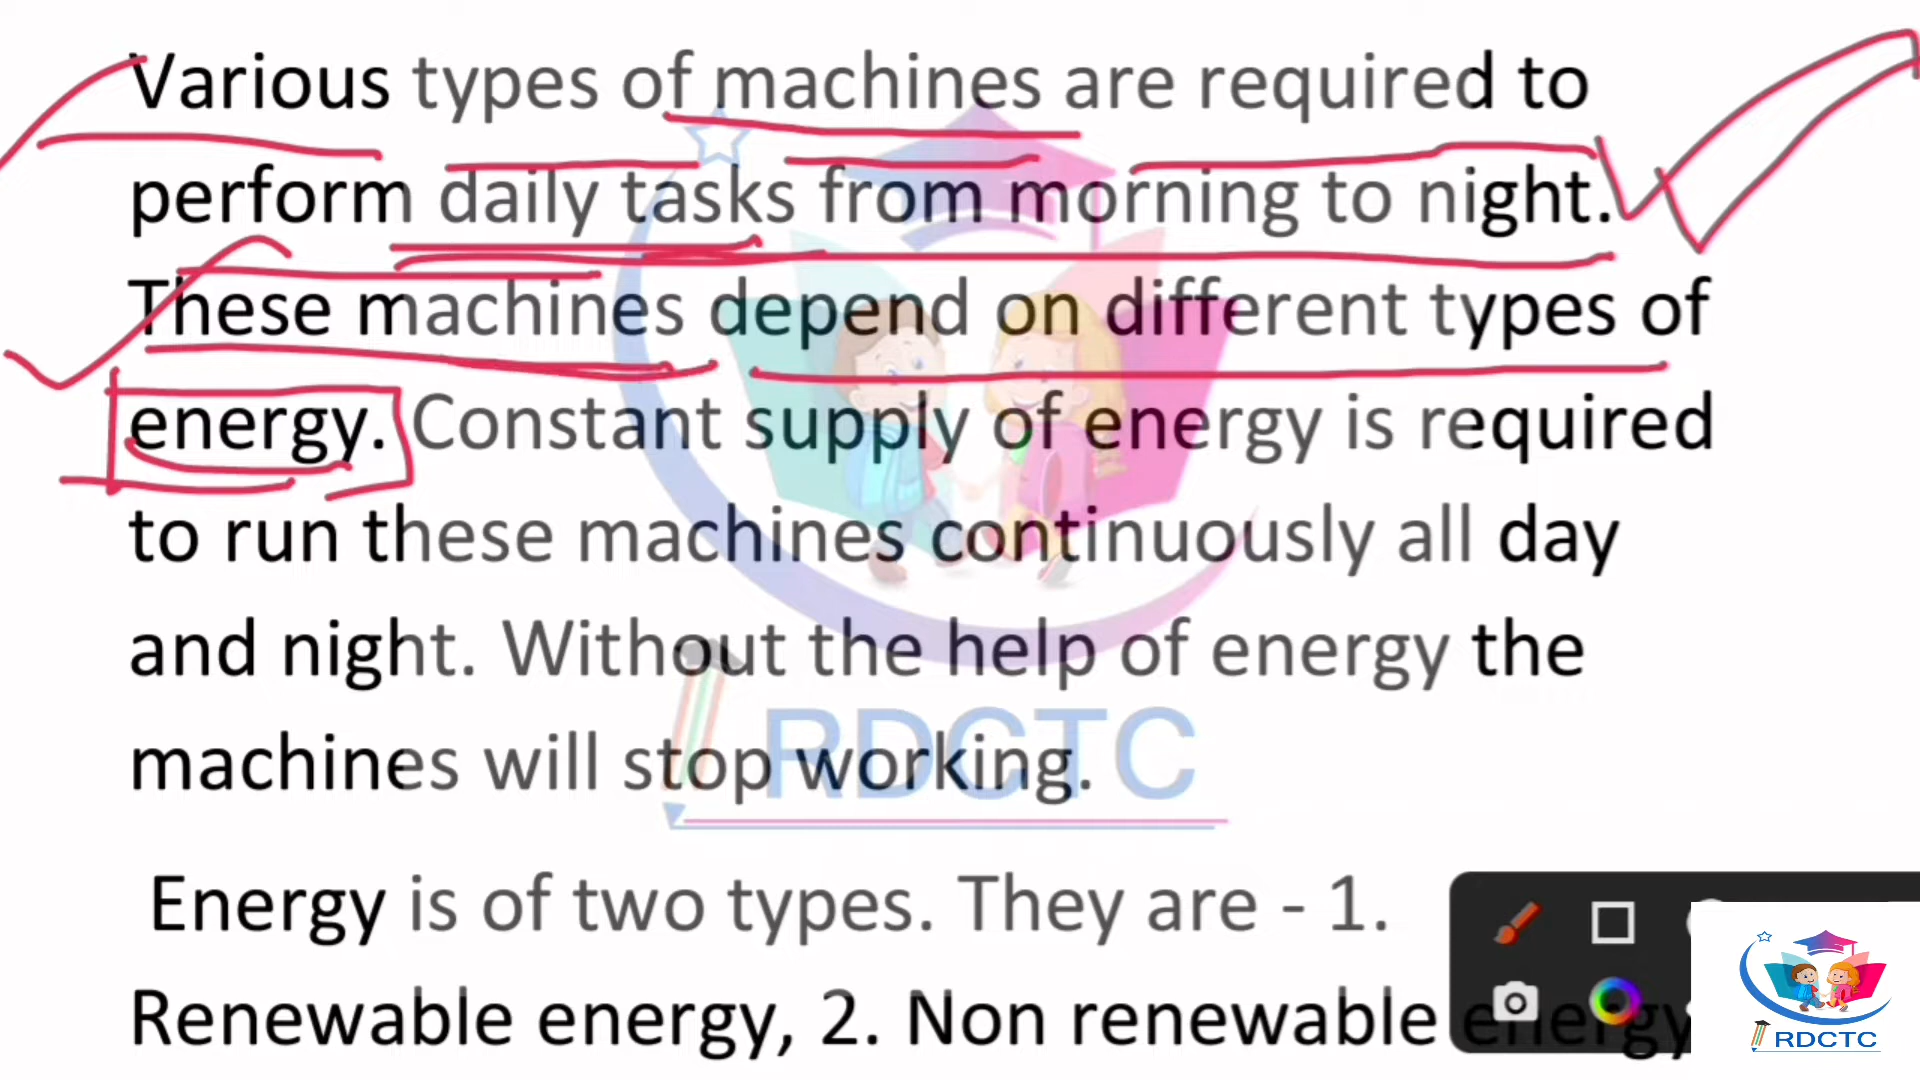 Various types of machines are required to
perform daily tasks from morning to night.
These machines depend on different types of
energy. Constant supply of energy is required
to run these machines continuously all day
and night. Without the help of energy the
machines will stop working.
RDCTC
Energy is of two types. They are - 1.
Renewable energy, 2. Non renewable energy
RDCTC